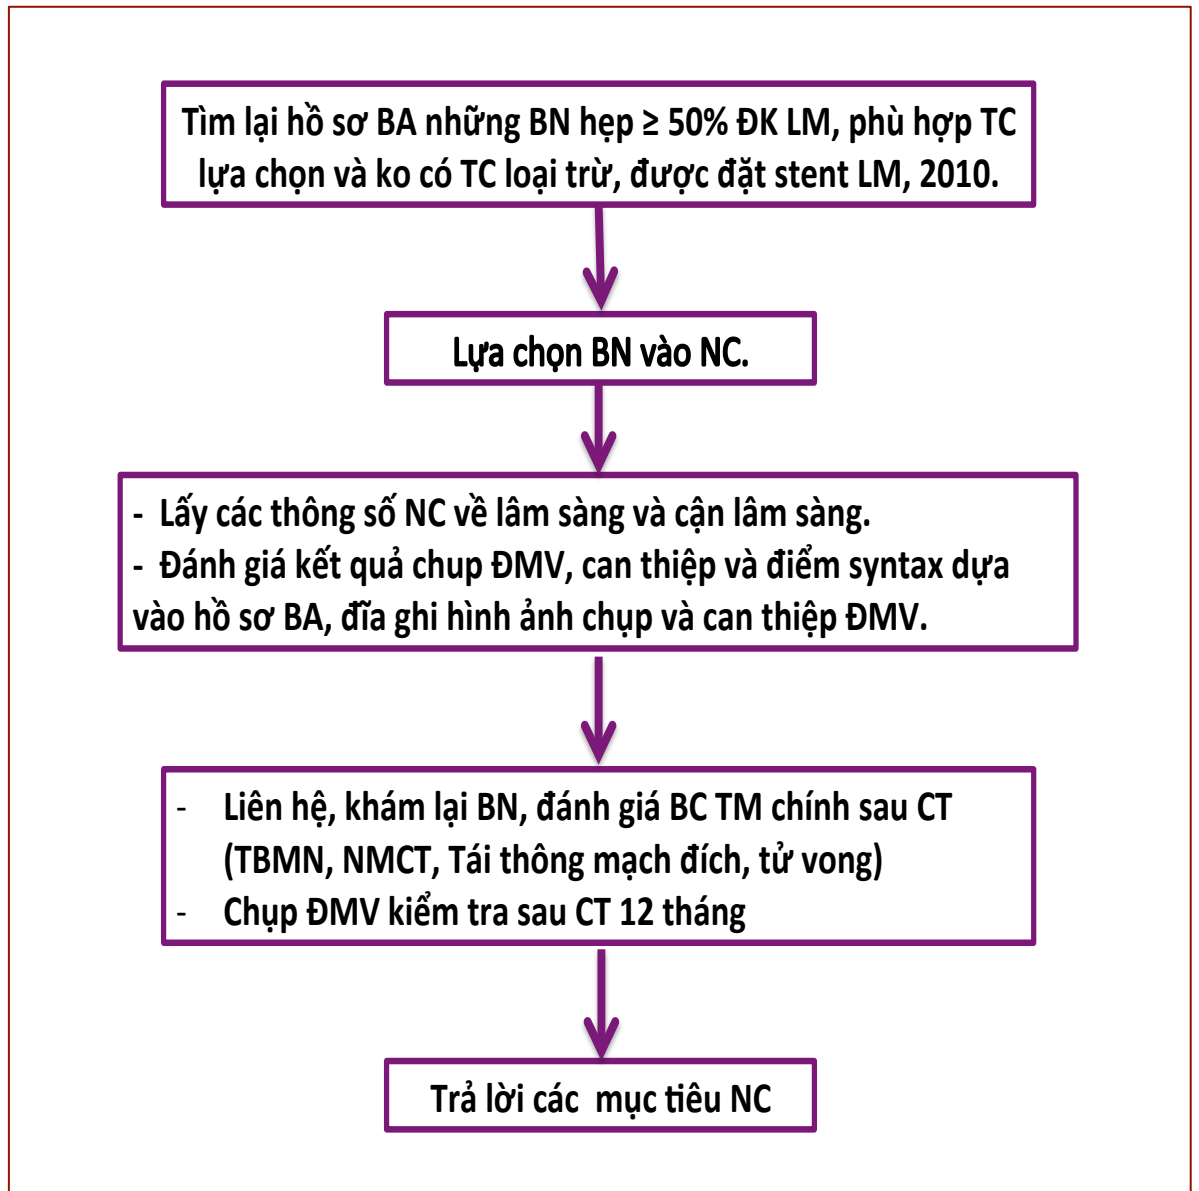 Tìm lại hồ sơ BA những BN hẹp ≥ 50% ĐK LM, phù hợp TC
lựa chọn và ko có TC loại trừ, được đặt stent LM, 2010.
Lựa chọn BN vào NC.
- Lấy các thông số NC về lâm sàng và cận lâm sàng.
- Đánh giá kết quả chup ĐMV, can thiệp và điểm syntax dựa
vào hồ sơ BA, đĩa ghi hình ảnh chụp và can thiệp ĐMV.
- Liên hệ, khám lại BN, đánh giá BC TM chính sau CT
(TBMN, NMCT, Tái thông mạch đích, tử vong)
- Chụp ĐMV kiểm tra sau CT 12 tháng
Trả lời các mục tiêu NC